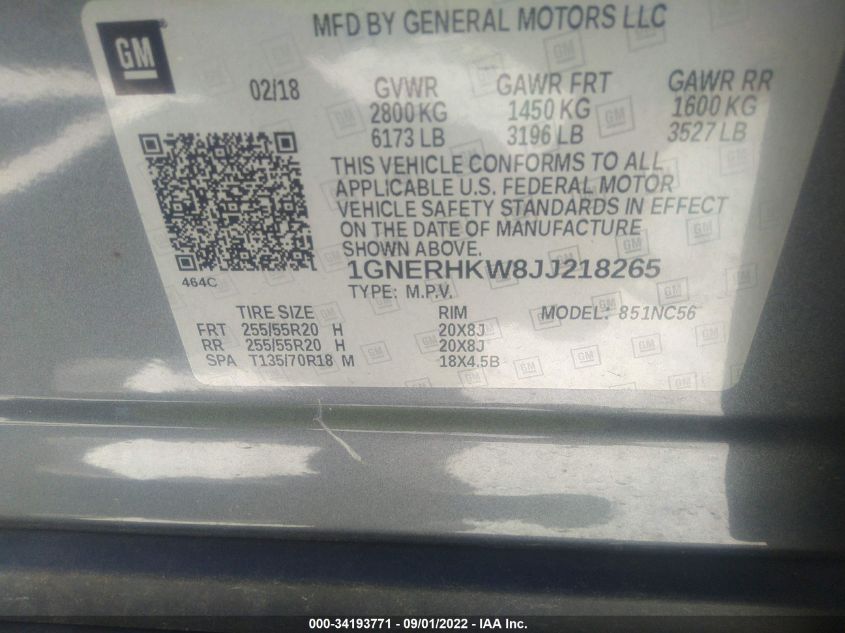 GM
MFD BY GENERAL MOTORS LLC
02/18 GVWR GAWR FRT GAWR RR
2800 KG 1450 KG 1600 KG
6173 LB 3196 LB 3527 LB
THIS VEHICLE CONFORMS TO ALL
APPLICABLE U.S. FEDERAL MOTOR
VEHICLE SAFETY STANDARDS IN EFFECT
ON THE DATE OF MANUFACTURE
SHOWN ABOVE.
464C
1GNERHKW8JJ218265
TYPE: M.P.V.
TIRE SIZE RIM MODEL: 851NC56
FRT 255/55R20 H 20X8J
RR 255/55R20 H 20X8J
SPA T135/70R18 M 18X4.5B
000-34193771 - 09/01/2022 - IAA Inc.